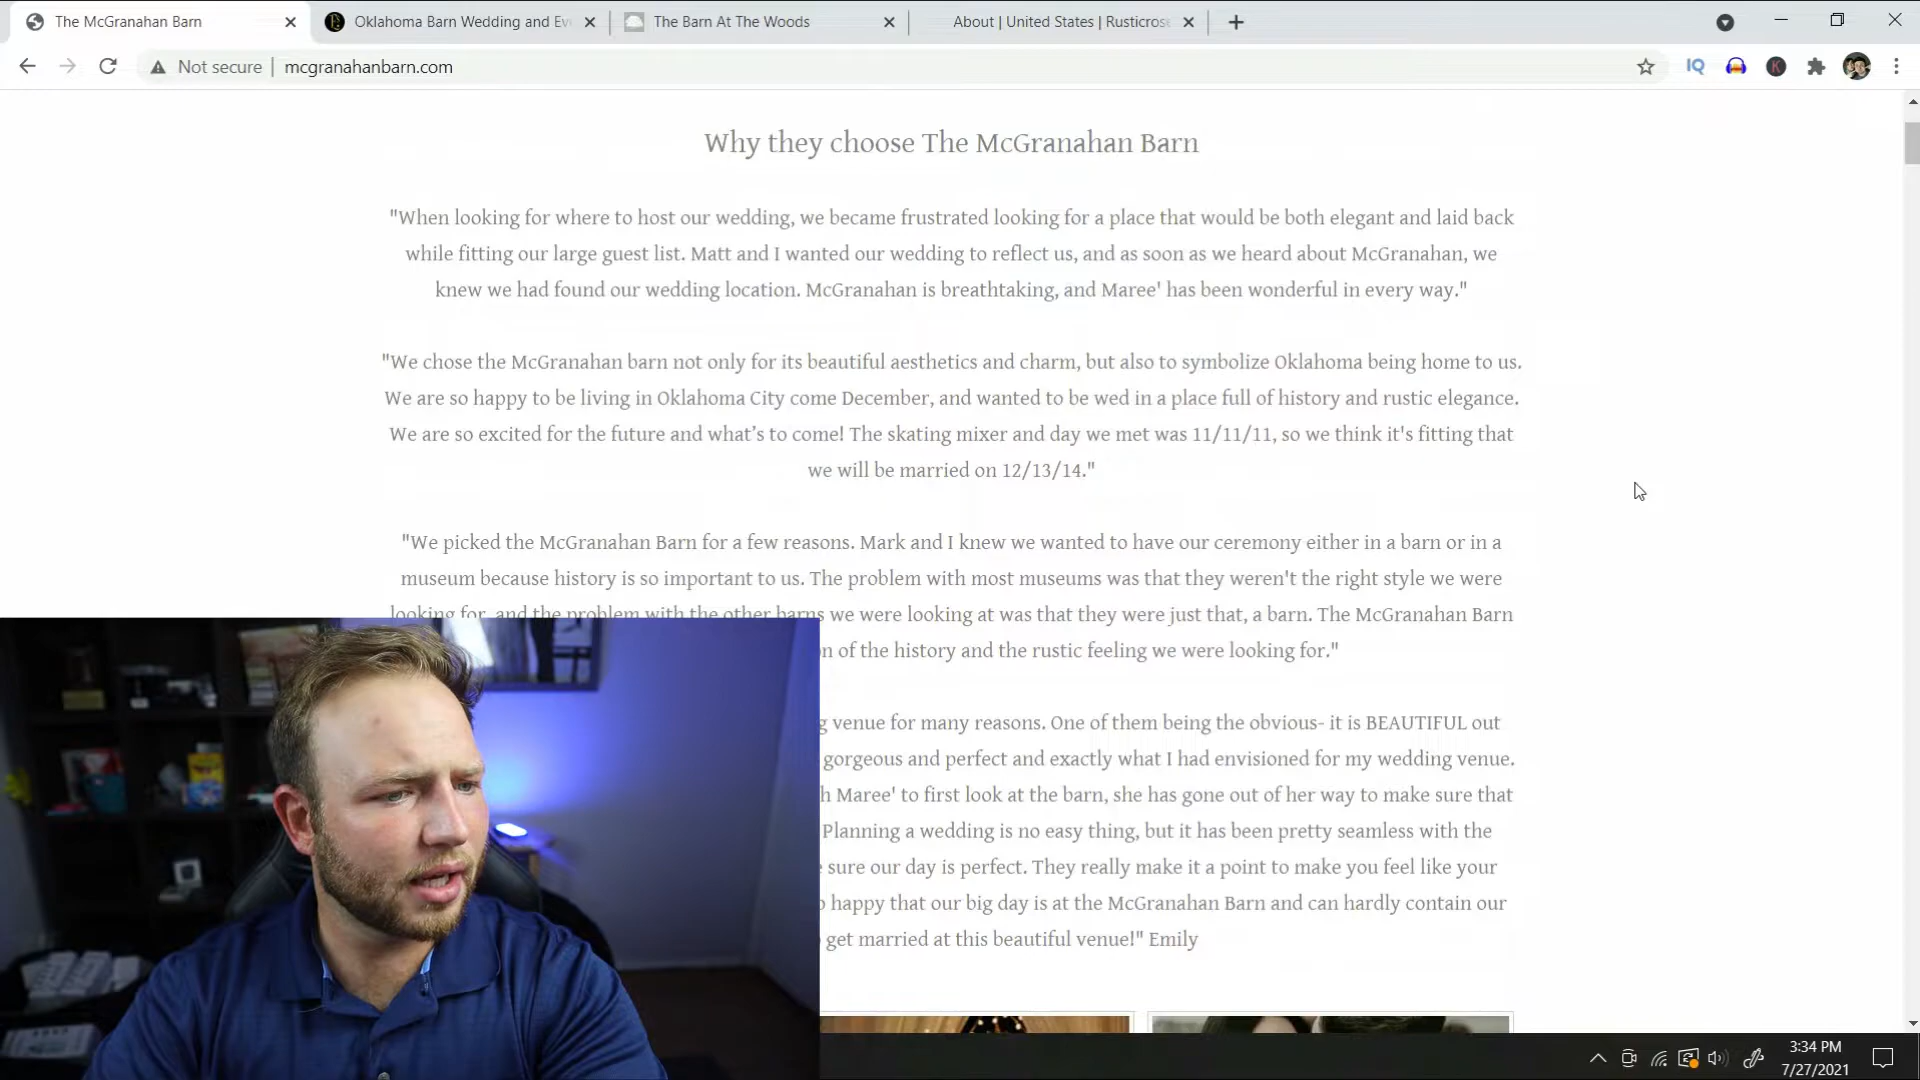 The McGranahan Barn
Oklahoma Barn Wedding and Ev
The Barn At The Woods
About | United States | Rusticros
Not secure
mcgranahanbarn.com
IQ
K
Why they choose The McGranahan Barn
"When looking for where to host our wedding, we became frustrated looking for a place that would be both elegant and laid back
while fitting our large guest list. Matt and I wanted our wedding to reflect us, and as soon as we heard about McGranahan, we
knew we had found our wedding location. McGranahan is breathtaking, and Maree' has been wonderful in every way."
"We chose the McGranahan barn not only for its beautiful aesthetics and charm, but also to symbolize Oklahoma being home to us.
We are so happy to be living in Oklahoma City come December, and wanted to be wed in a place full of history and rustic elegance.
We are so excited for the future and what's to come! The skating mixer and day we met was 11/11/11, so we think it's fitting that
we will be married on 12/13/14."
"We picked the McGranahan Barn for a few reasons. Mark and I knew we wanted to have our ceremony either in a barn or in a
museum because history is so important to us. The problem with most museums was that they weren't the right style we were
looking for, and the problem with the other barns we were looking at was that they were just that, a barn. The McGranahan Barn
n of the history and the rustic feeling we were looking for."
g venue for many reasons. One of them being the obvious- it is BEAUTIFUL out
gorgeous and perfect and exactly what I had envisioned for my wedding venue.
h Maree' to first look at the barn, she has gone out of her way to make sure that
Planning a wedding is no easy thing, but it has been pretty seamless with the
sure our day is perfect. They really make it a point to make you feel like your
happy that our big day is at the McGranahan Barn and can hardly contain our
get married at this beautiful venue!" Emily
3:34 PM
7/27/2021